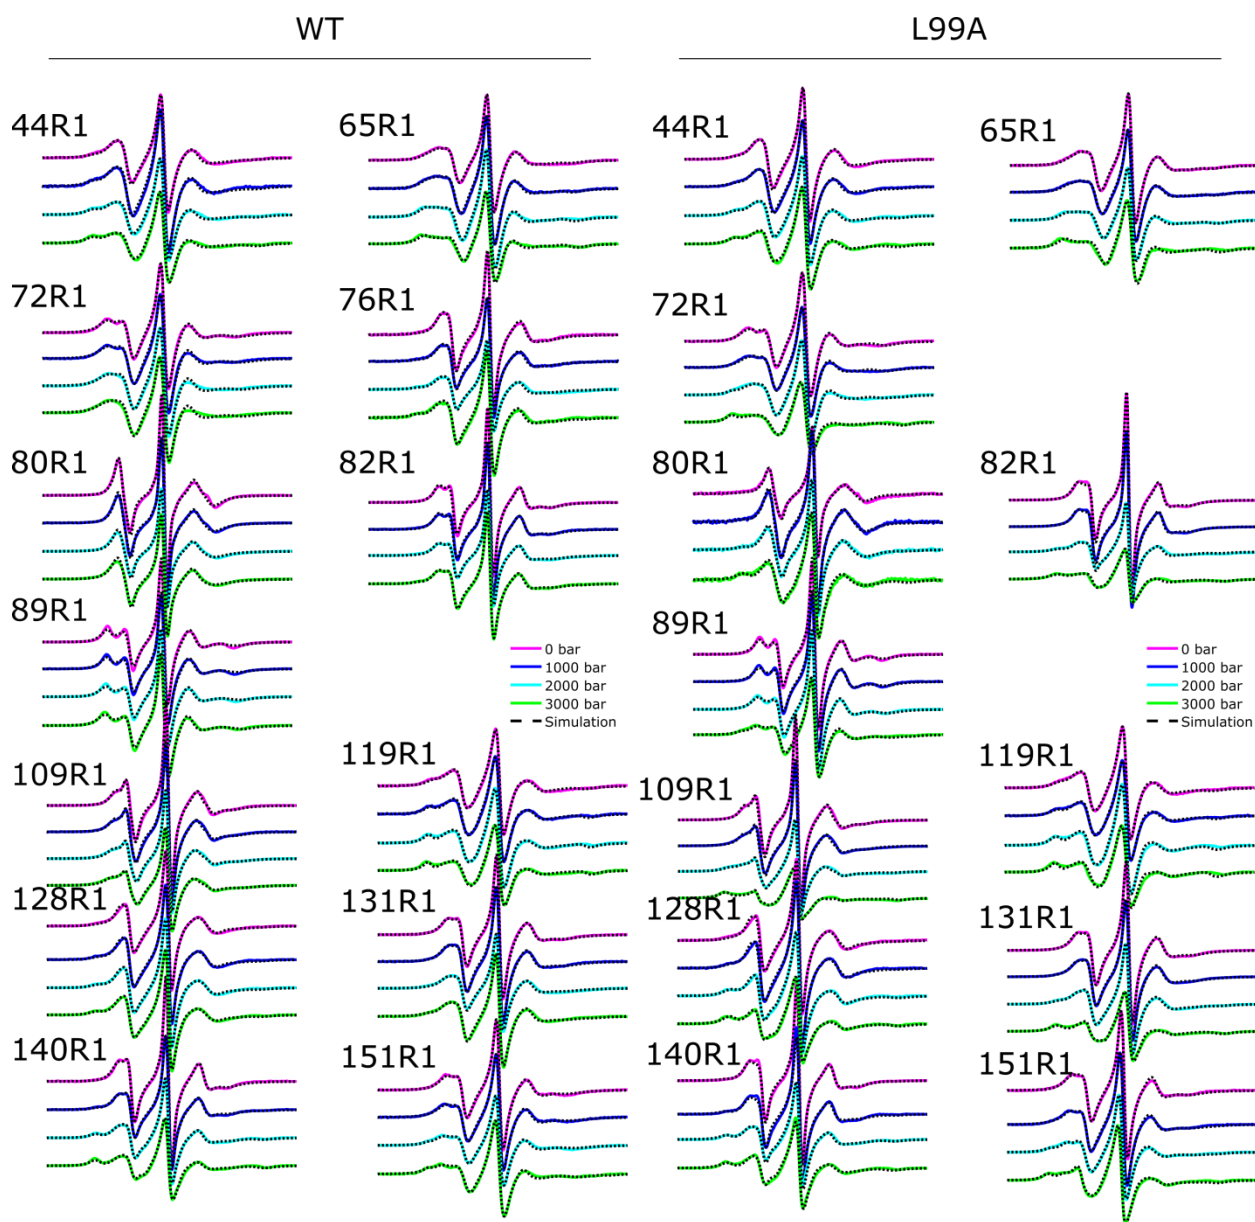 WT
L99A
44R1
65R1
44R1
65R1
72R1
76R1
72R1
80R1
82R1
80R1
82R1
89R1
89R1
0 bar
1000 bar
2000 bar
3000 bar
Simulation
0 bar
1000 bar
2000 bar
3000 bar
Simulation
109R1
119R1
109R1
119R1
128R1
131R1
128R1
131R1
140R1
151R1
140R1
151R1